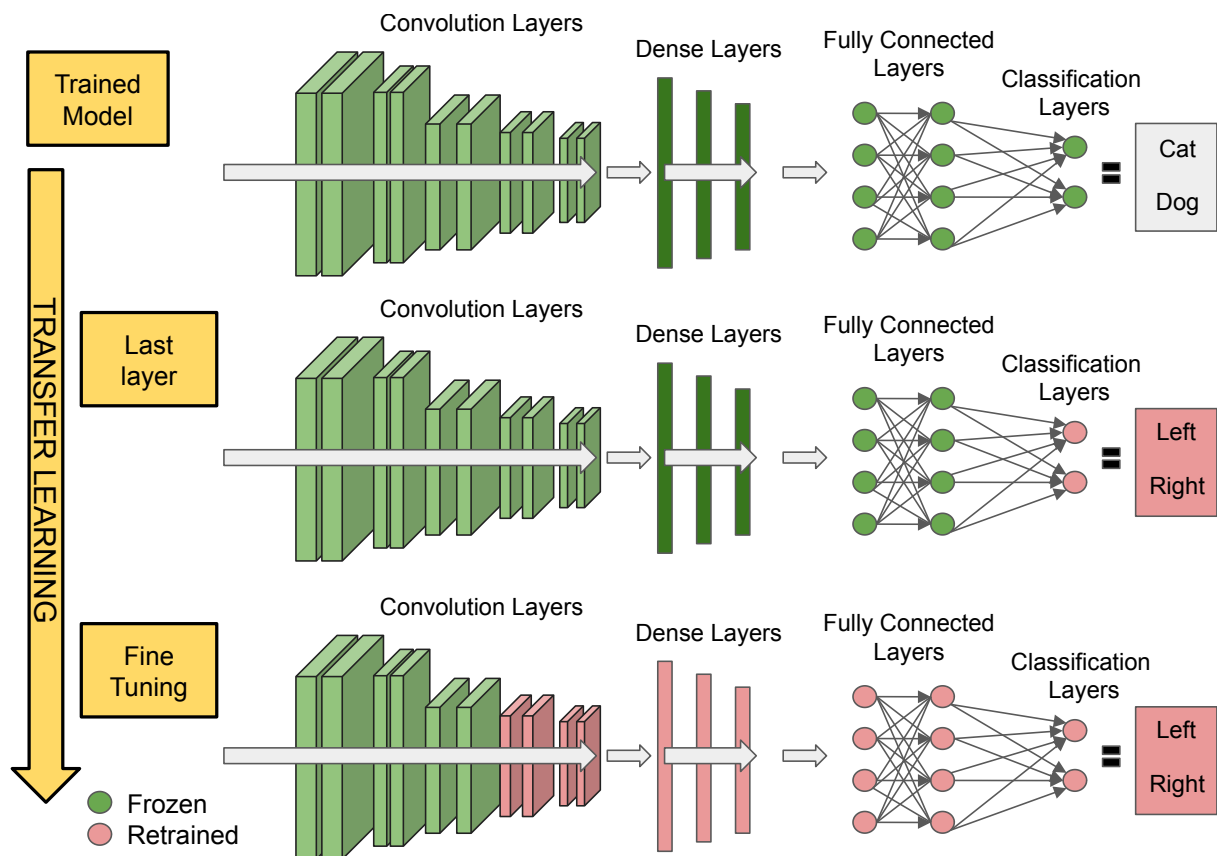 Convolution Layers
Dense Layers
Fully Connected
Layers
Classification
Layers
Trained
Model
Cat
Dog
TRANSFER LEARNING
Convolution Layers
Dense Layers
Fully Connected
Layers
Classification
Layers
Last
layer
Left
Right
Convolution Layers
Dense Layers
Fully Connected
Layers
Classification
Layers
Fine
Tuning
Left
Right
Frozen
Retrained